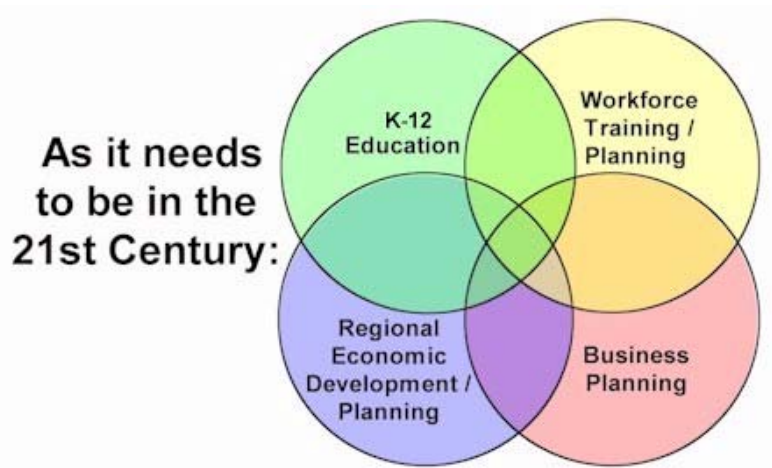 As it needs
to be in the
21st Century:
K-12
Education
Workforce
Training /
Planning
Regional
Economic
Development /
Planning
Business
Planning